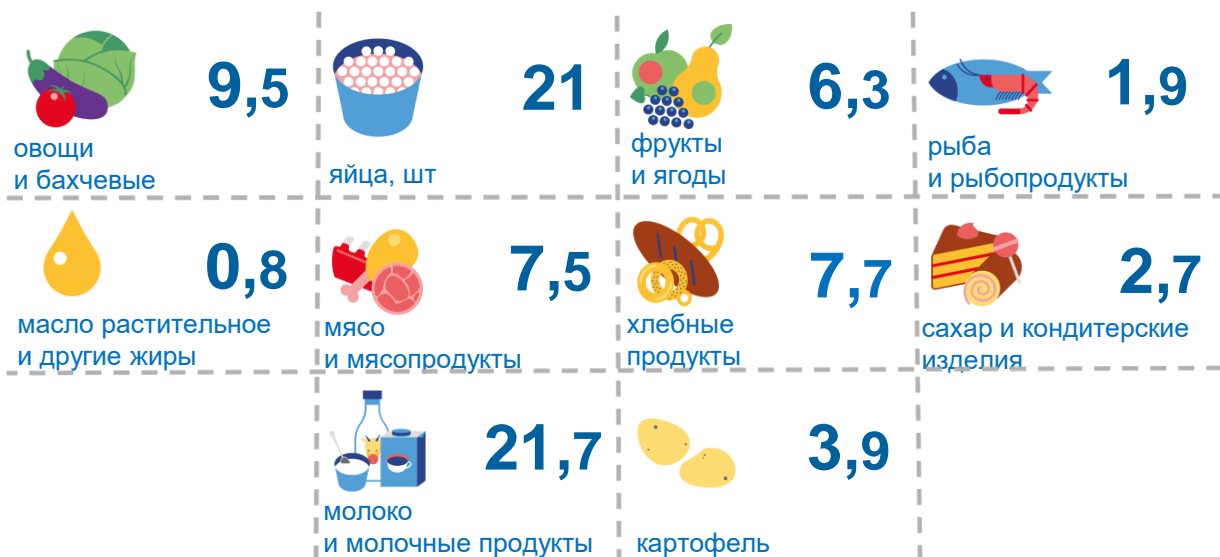 9,5
овощи
и бахчевые
21
яйца, шт
6,3
фрукты
и ягоды
1,9
рыба
и рыбопродукты
0,8
масло растительное
и другие жиры
7,5
мясо
и мясопродукты
7,7
хлебные
продукты
2,7
сахар и кондитерские
изделия
21,7
молоко
и молочные продукты
3,9
картофель